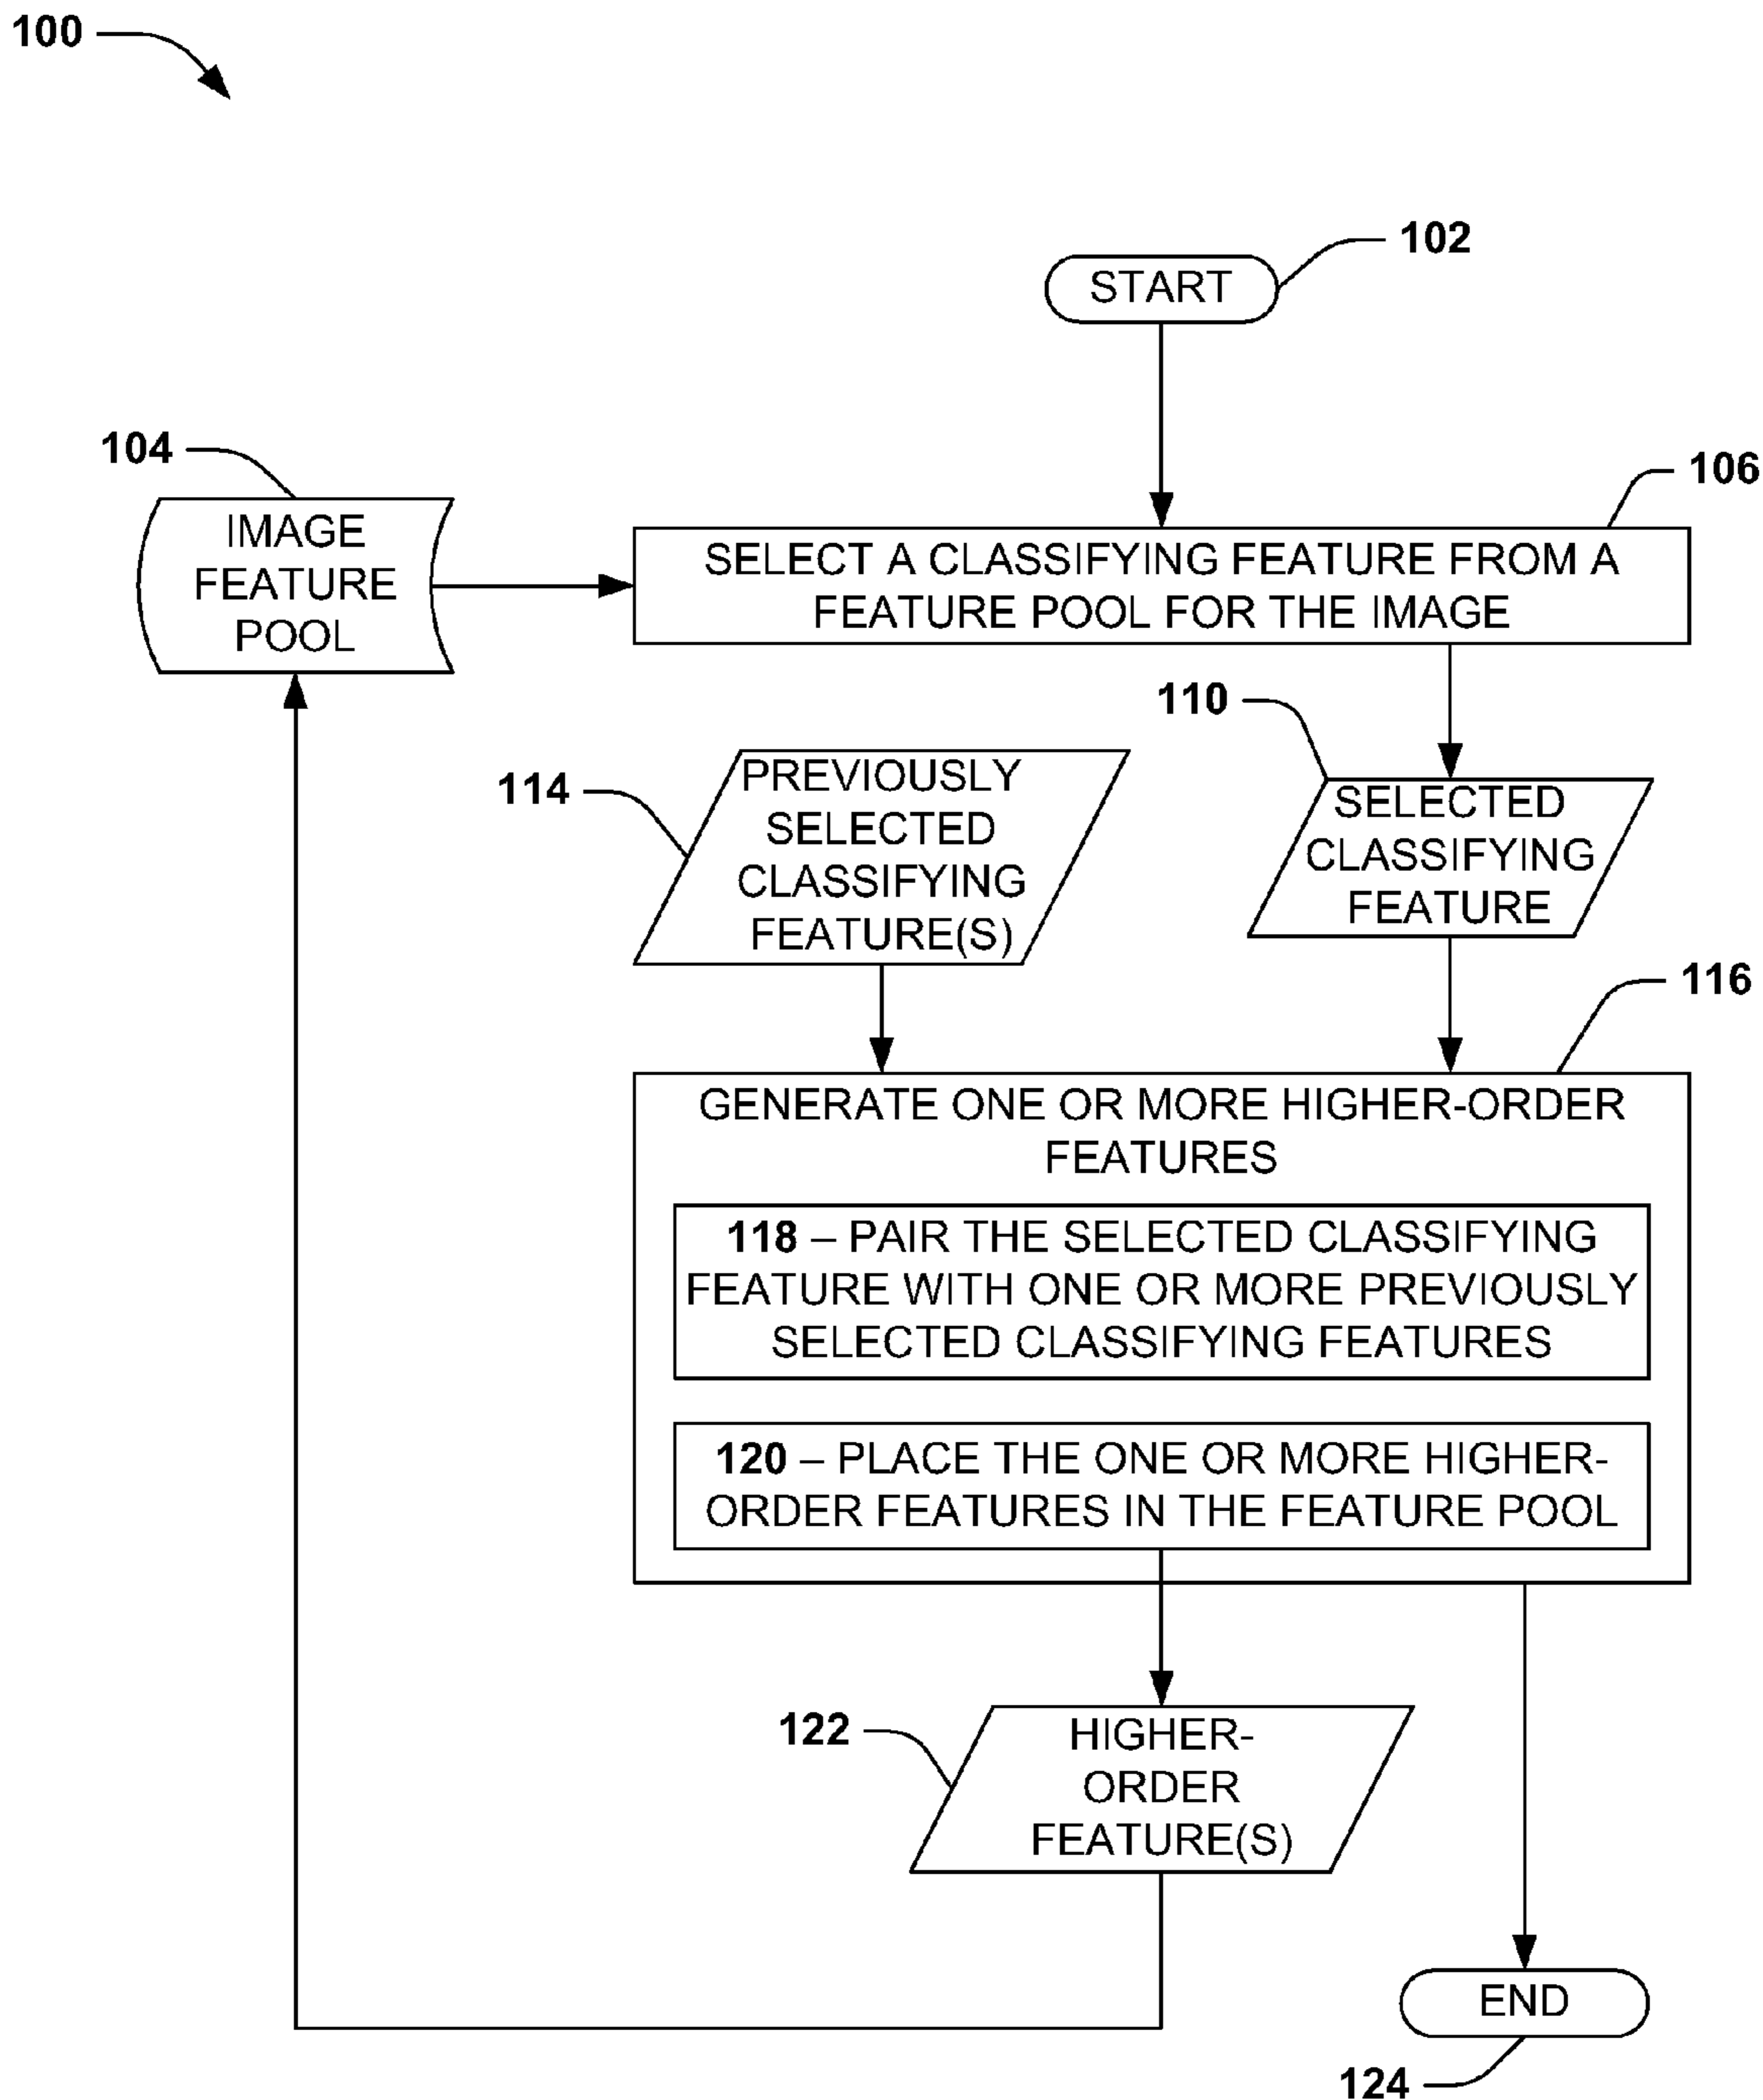 100
102
START
104
IMAGE
FEATURE
POOL
106
SELECT A CLASSIFYING FEATURE FROM A
FEATURE POOL FOR THE IMAGE
110
114
PREVIOUSLY
SELECTED
CLASSIFYING
FEATURE(S)
SELECTED
CLASSIFYING
FEATURE
116
GENERATE ONE OR MORE HIGHER-ORDER
FEATURES
118 – PAIR THE SELECTED CLASSIFYING
FEATURE WITH ONE OR MORE PREVIOUSLY
SELECTED CLASSIFYING FEATURES
120 – PLACE THE ONE OR MORE HIGHER-
ORDER FEATURES IN THE FEATURE POOL
122
HIGHER-
ORDER
FEATURE(S)
END
124